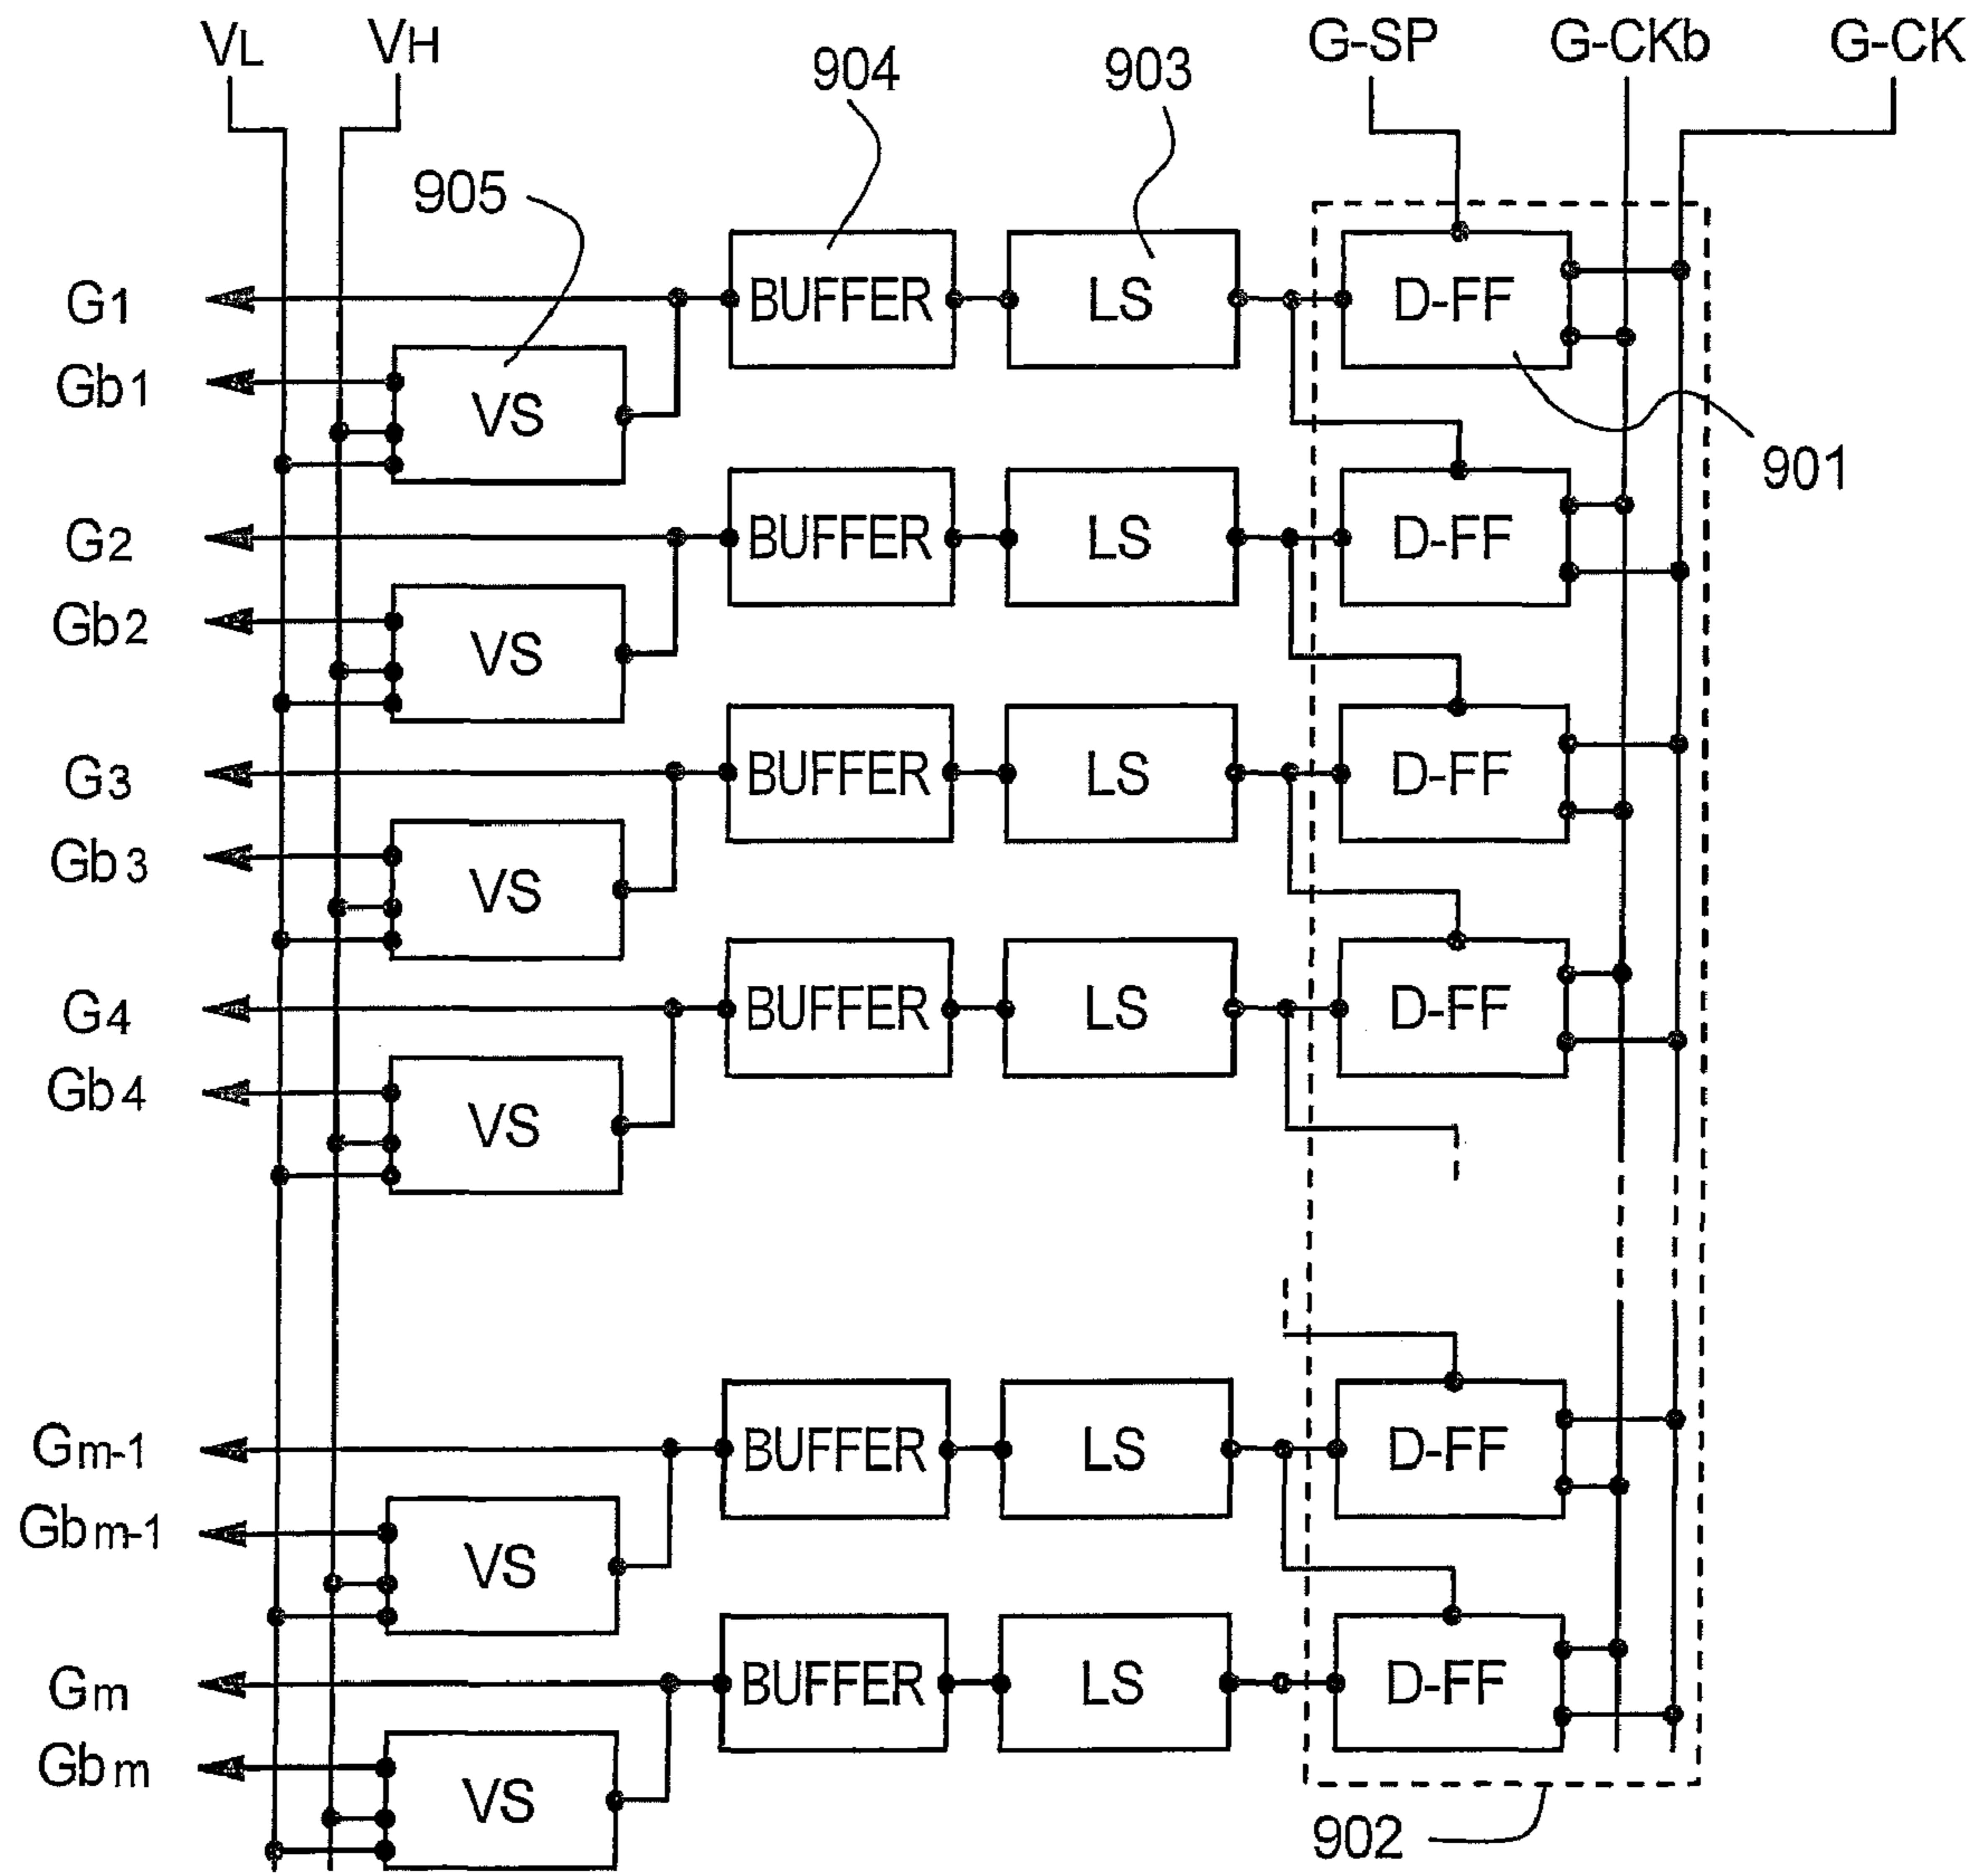 VL VH 904 903 G-SP G-CKb G-CK
905
G1 BUFFER LS D-FF
Gb1 VS
901
G2 BUFFER LS D-FF
Gb2 VS
G3 BUFFER LS D-FF
Gb3 VS
G4 BUFFER LS D-FF
Gb4 VS
Gm-1 BUFFER LS D-FF
Gbm-1 VS
Gm BUFFER LS D-FF
Gbm VS
902